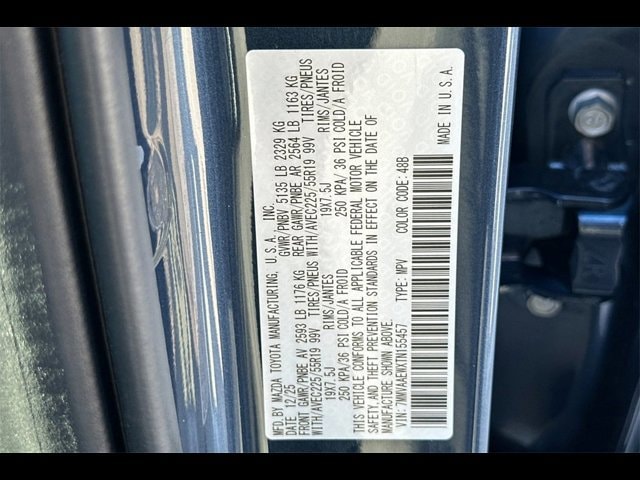 MFD.BY MAZDA TOYOTA MANUFACTURING, U.S.A. INC.
DATE 12/25 GVWR/PNBV 5135 LB 2329 KG
FRONT GAWR/PNBE AV 2593 LB 1176 KG REAR GAWR/PNBE AR 2564 LB 1163 KG
WITH/AVEC225/55R19 99V TIRES/PNEUS WITH/AVEC225/55R19 99V TIRES/PNEUS
19X7.5J RIMS/JANTES 19X7.5J RIMS/JANTES
250 KPA/36 PSI COLD/A FROID 250 KPA/ 36 PSI COLD/A FROID
THIS VEHICLE CONFORMS TO ALL APPLICABLE FEDERAL MOTOR VEHICLE
SAFETY AND THEFT PREVENTION STANDARDS IN EFFECT ON THE DATE OF
MANUFACTURE SHOWN ABOVE.
VIN: 7MMVAAEWXTN155457 TYPE: MPV COLOR CODE: 48B
MADE IN U.S.A.